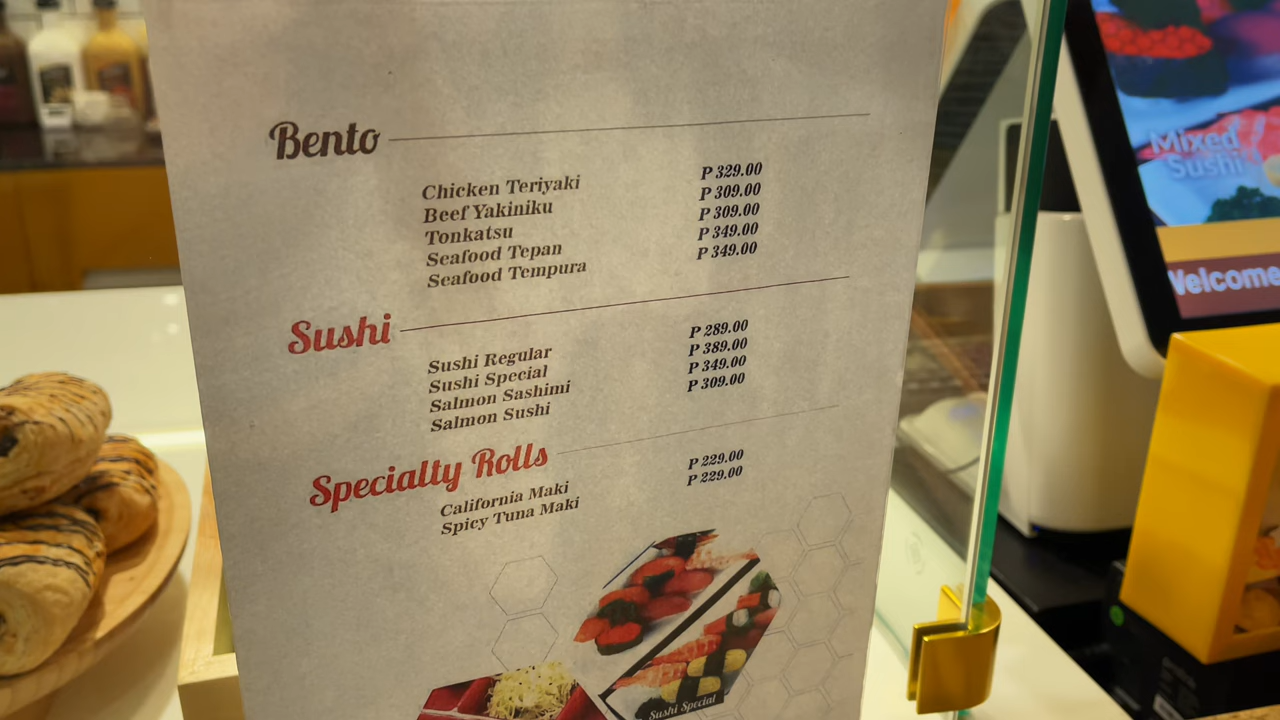 Bento
Chicken Teriyaki P 329.00
Beef Yakiniku P 309.00
Tonkatsu P 309.00
Seafood Tepan P 349.00
Seafood Tempura P 349.00
Sushi
Sushi Regular P 289.00
Sushi Special P 389.00
Salmon Sashimi P 349.00
Salmon Sushi P 309.00
Specialty Rolls
California Maki P 229.00
Spicy Tuna Maki P 229.00
Sushi Special
Mixed
Sushi
Welcome